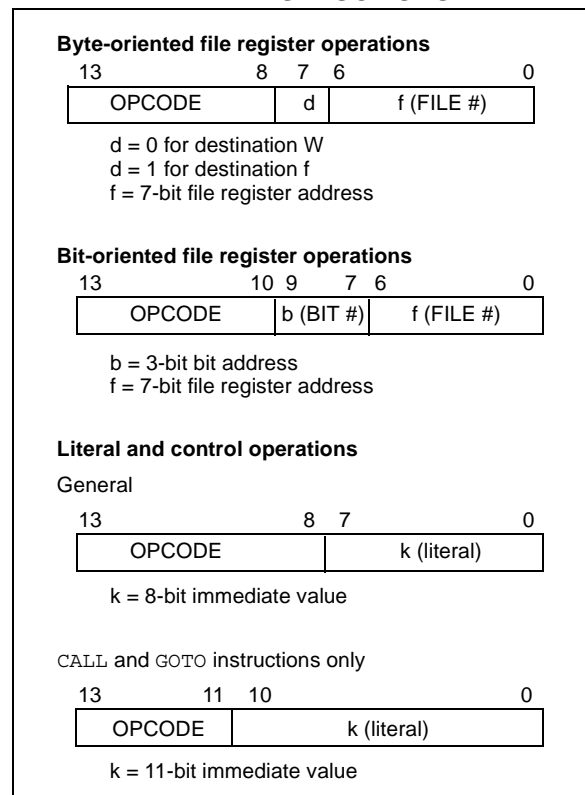 Byte-oriented file register operations
13 8 7 6 0
OPCODE d f (FILE #)
d = 0 for destination W
d = 1 for destination f
f = 7-bit file register address
Bit-oriented file register operations
13 10 9 7 6 0
OPCODE b (BIT #) f (FILE #)
b = 3-bit bit address
f = 7-bit file register address
Literal and control operations
General
13 8 7 0
OPCODE k (literal)
k = 8-bit immediate value
CALL and GOTO instructions only
13 11 10 0
OPCODE k (literal)
k = 11-bit immediate value